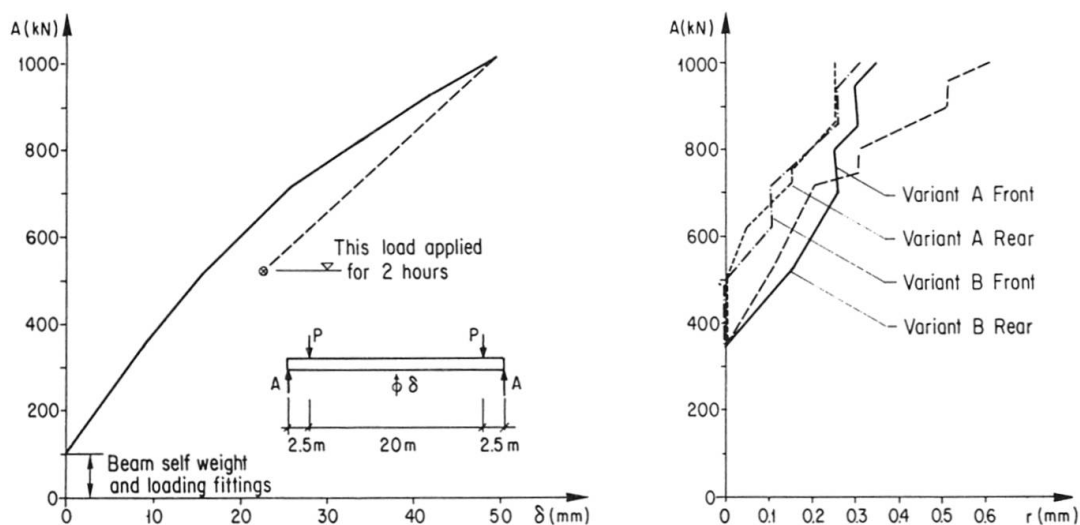 A (kN)
1000
800
600
400
200
0
This load applied
for 2 hours
P
P
A
δ
A
2.5m
20m
2.5m
Beam self weight
and loading fittings
0
10
20
30
40
50
δ (mm)
A(kN)
1000
800
600
400
200
0
Variant A Front
Variant A Rear
Variant B Front
Variant B Rear
0
0.1
0.2
0.3
0.4
0.5
0.6
r (mm)